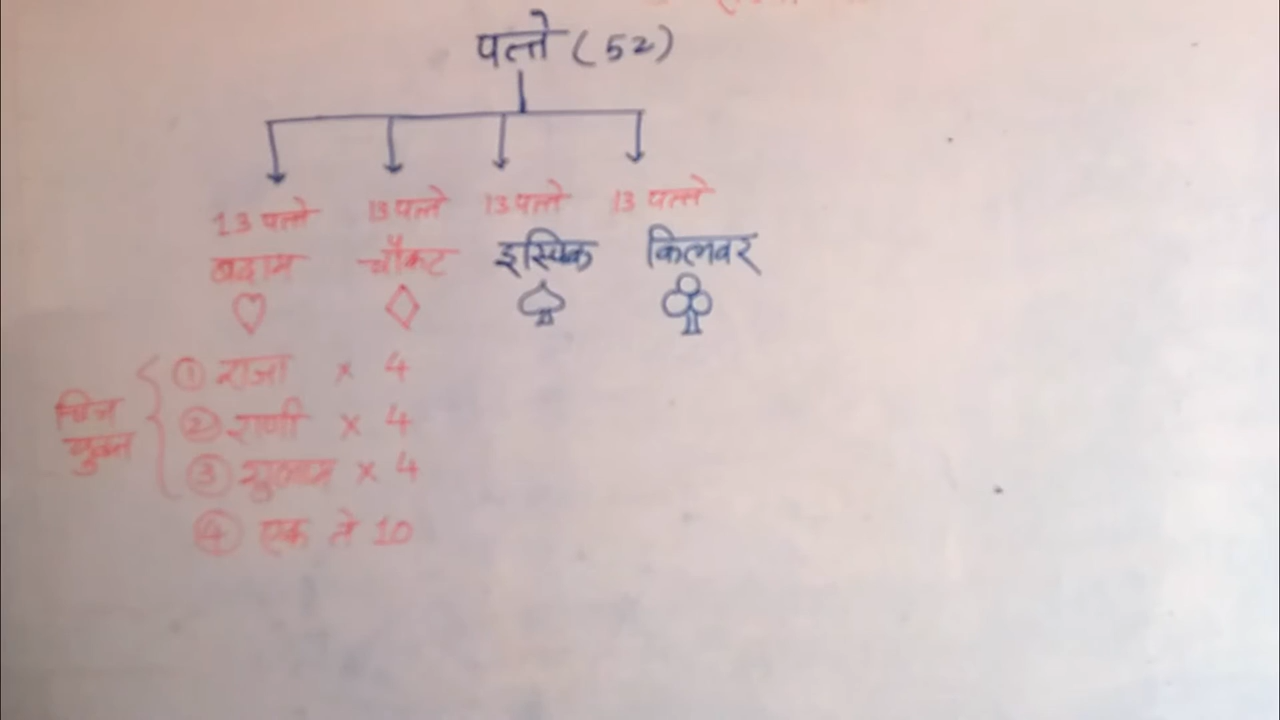 पत्ते (52)
13 पत्ते 13 पत्ते 13 पत्ते 13 पत्ते
बदाम चौकट इस्पिक किलवर
① राजा × 4
चित्र युक्त
② राणी × 4
③ गुलाम × 4
④ एक ते 10